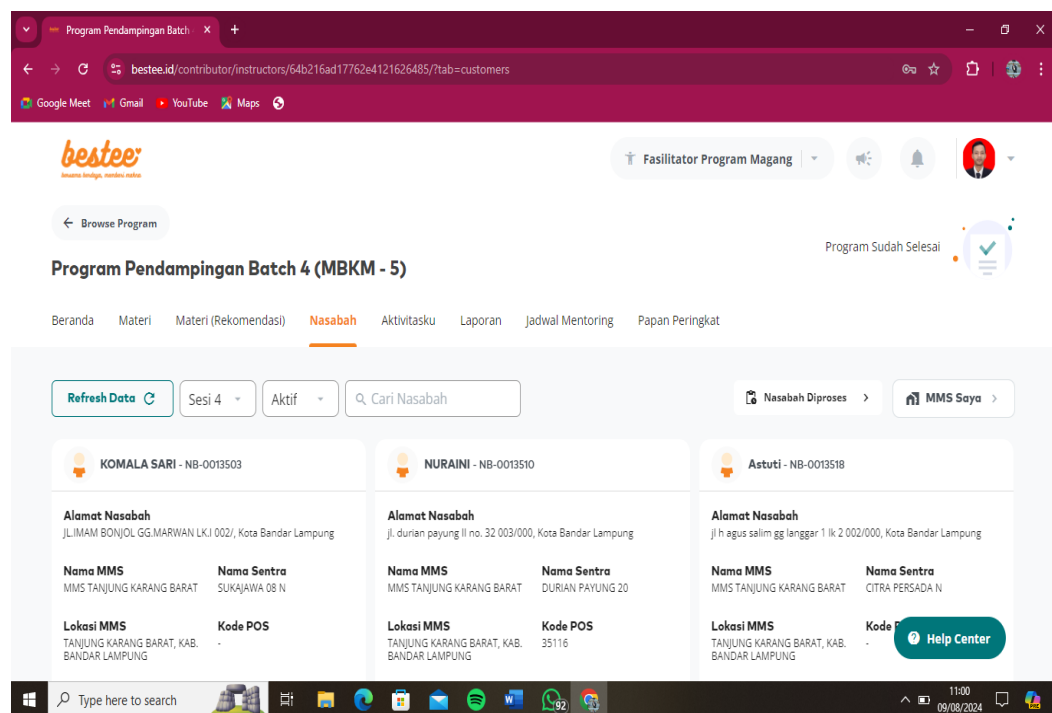 Program Pendampingan Batch
bestee.id/contributor/instructors/64b216ad17762e4121626485/?tab=customers
Google Meet Gmail YouTube Maps
bestee
bersama berdaya, memberi makna.
Fasilitator Program Magang
Browse Program
Program Sudah Selesai
Program Pendampingan Batch 4 (MBKM - 5)
Beranda Materi Materi (Rekomendasi) Nasabah Aktivitasku Laporan Jadwal Mentoring Papan Peringkat
Refresh Data Sesi 4 Aktif Cari Nasabah Nasabah Diproses MMS Saya
KOMALA SARI - NB-0013503
Alamat Nasabah
JL.IMAM BONJOL GG.MARWAN LK.I 002/, Kota Bandar Lampung
Nama MMS Nama Sentra
MMS TANJUNG KARANG BARAT SUKAJAWA 08 N
Lokasi MMS Kode POS
TANJUNG KARANG BARAT, KAB. -
BANDAR LAMPUNG
NURAINI - NB-0013510
Alamat Nasabah
jl. durian payung II no. 32 003/000, Kota Bandar Lampung
Nama MMS Nama Sentra
MMS TANJUNG KARANG BARAT DURIAN PAYUNG 20
Lokasi MMS Kode POS
TANJUNG KARANG BARAT, KAB. 35116
BANDAR LAMPUNG
Astuti - NB-0013518
Alamat Nasabah
jl h agus salim gg langgar 1 lk 2 002/000, Kota Bandar Lampung
Nama MMS Nama Sentra
MMS TANJUNG KARANG BARAT CITRA PERSADA N
Lokasi MMS Kode
TANJUNG KARANG BARAT, KAB. -
BANDAR LAMPUNG
Help Center
Type here to search
92
11:00
09/08/2024